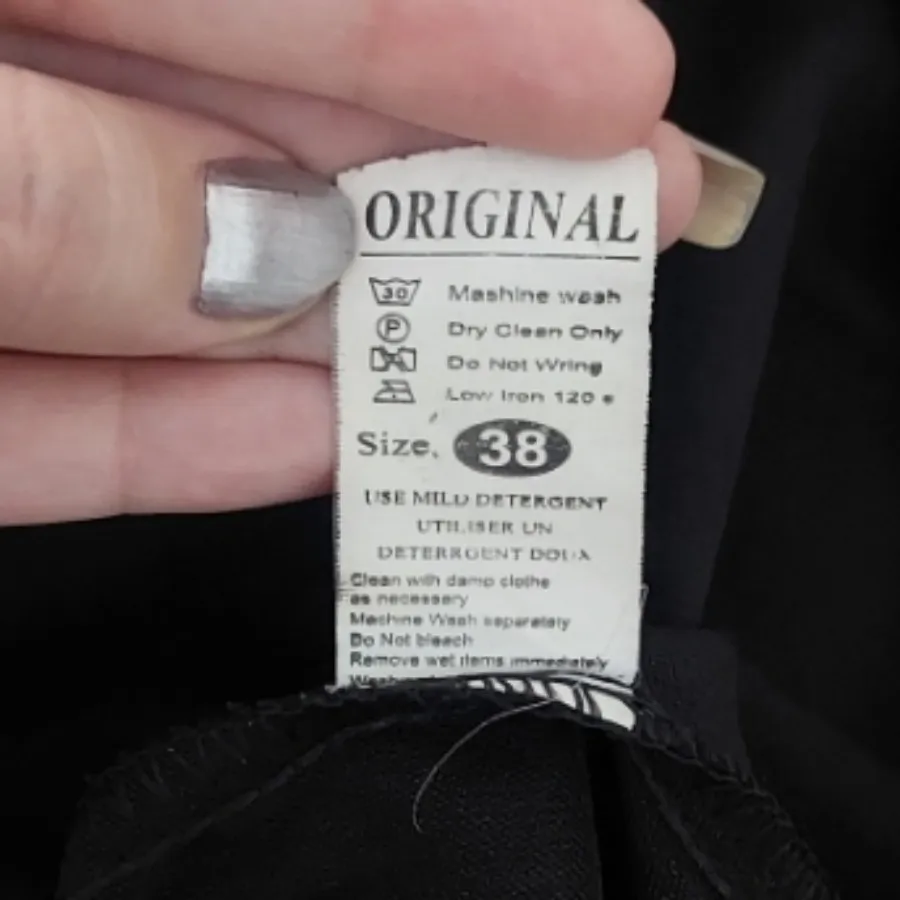 ORIGINAL
30 Mashine wash
P Dry Clean Only
Do Not Wring
Low Iron 120 e
Size. 38
USE MILD DETERGENT
UTILISER UN
DETERRGENT
Clean with damp clothe
as necessary
Machine Wash separately
Do Not bleach
Remove wet items immediately